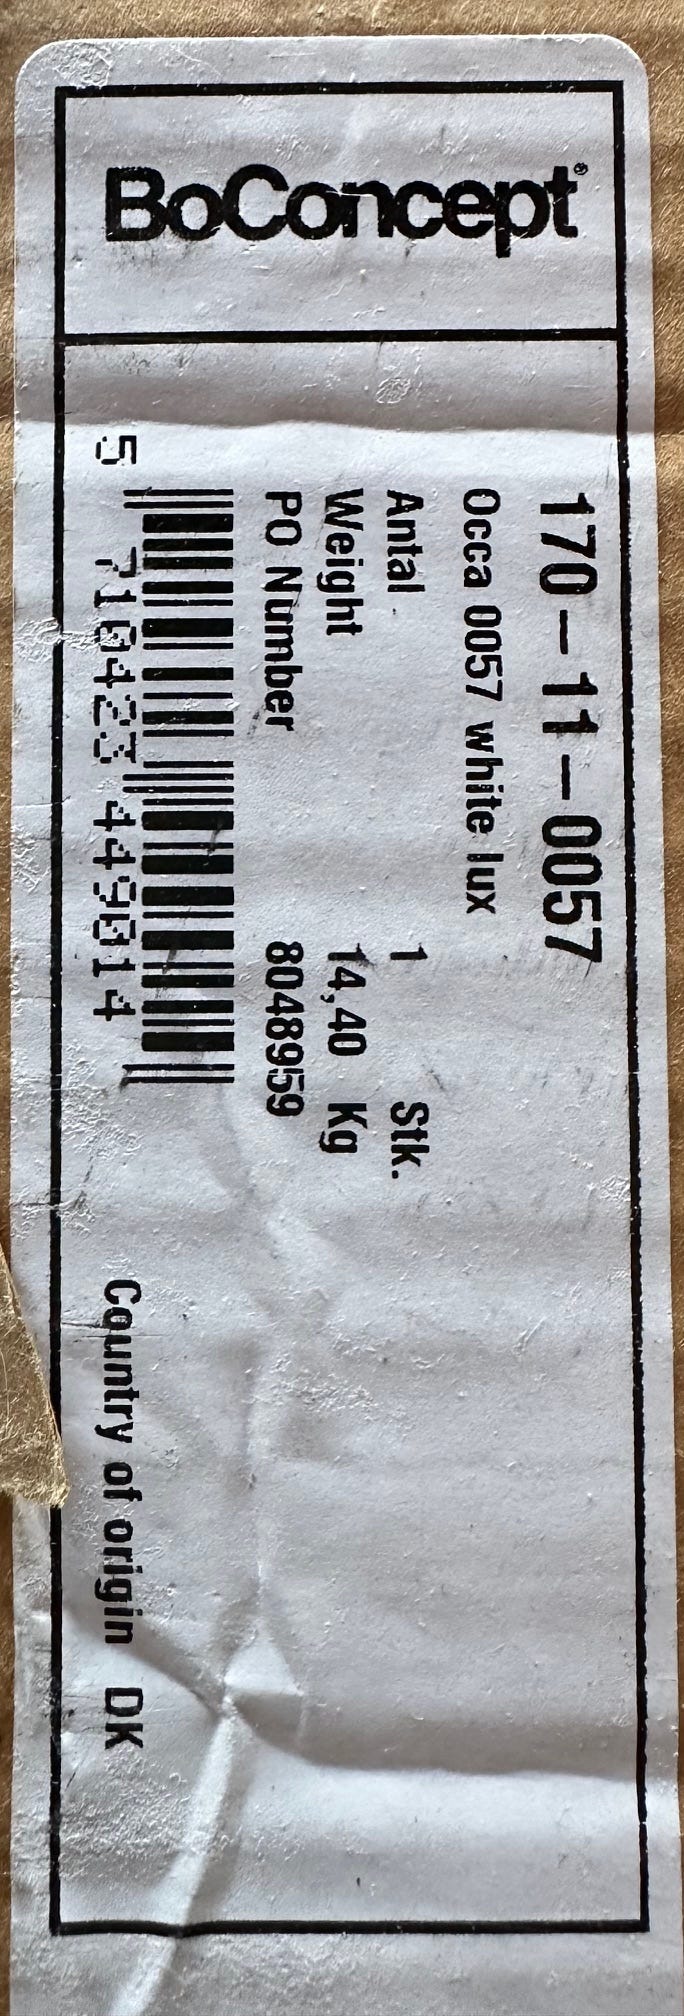 BoConcept®
170-11-0057
Occa 0057 white lux
Antal 1 Stk.
Weight 14,40 Kg
PO Number 8048959
5 710423 449014
Country of origin DK